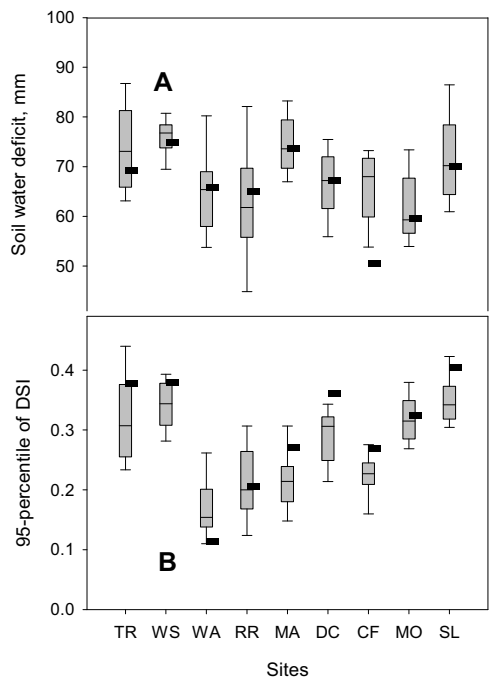 100
90
80
70
60
50
Soil water deficit, mm
A
0.4
0.3
0.2
0.1
0.0
95-percentile of DSI
B
TR WS WA RR MA DC CF MO SL
Sites